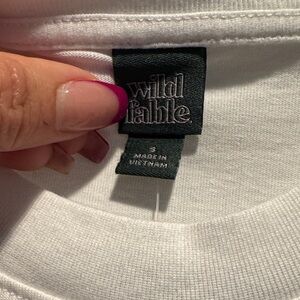 wild
fable.
S
MADE IN
VIETNAM